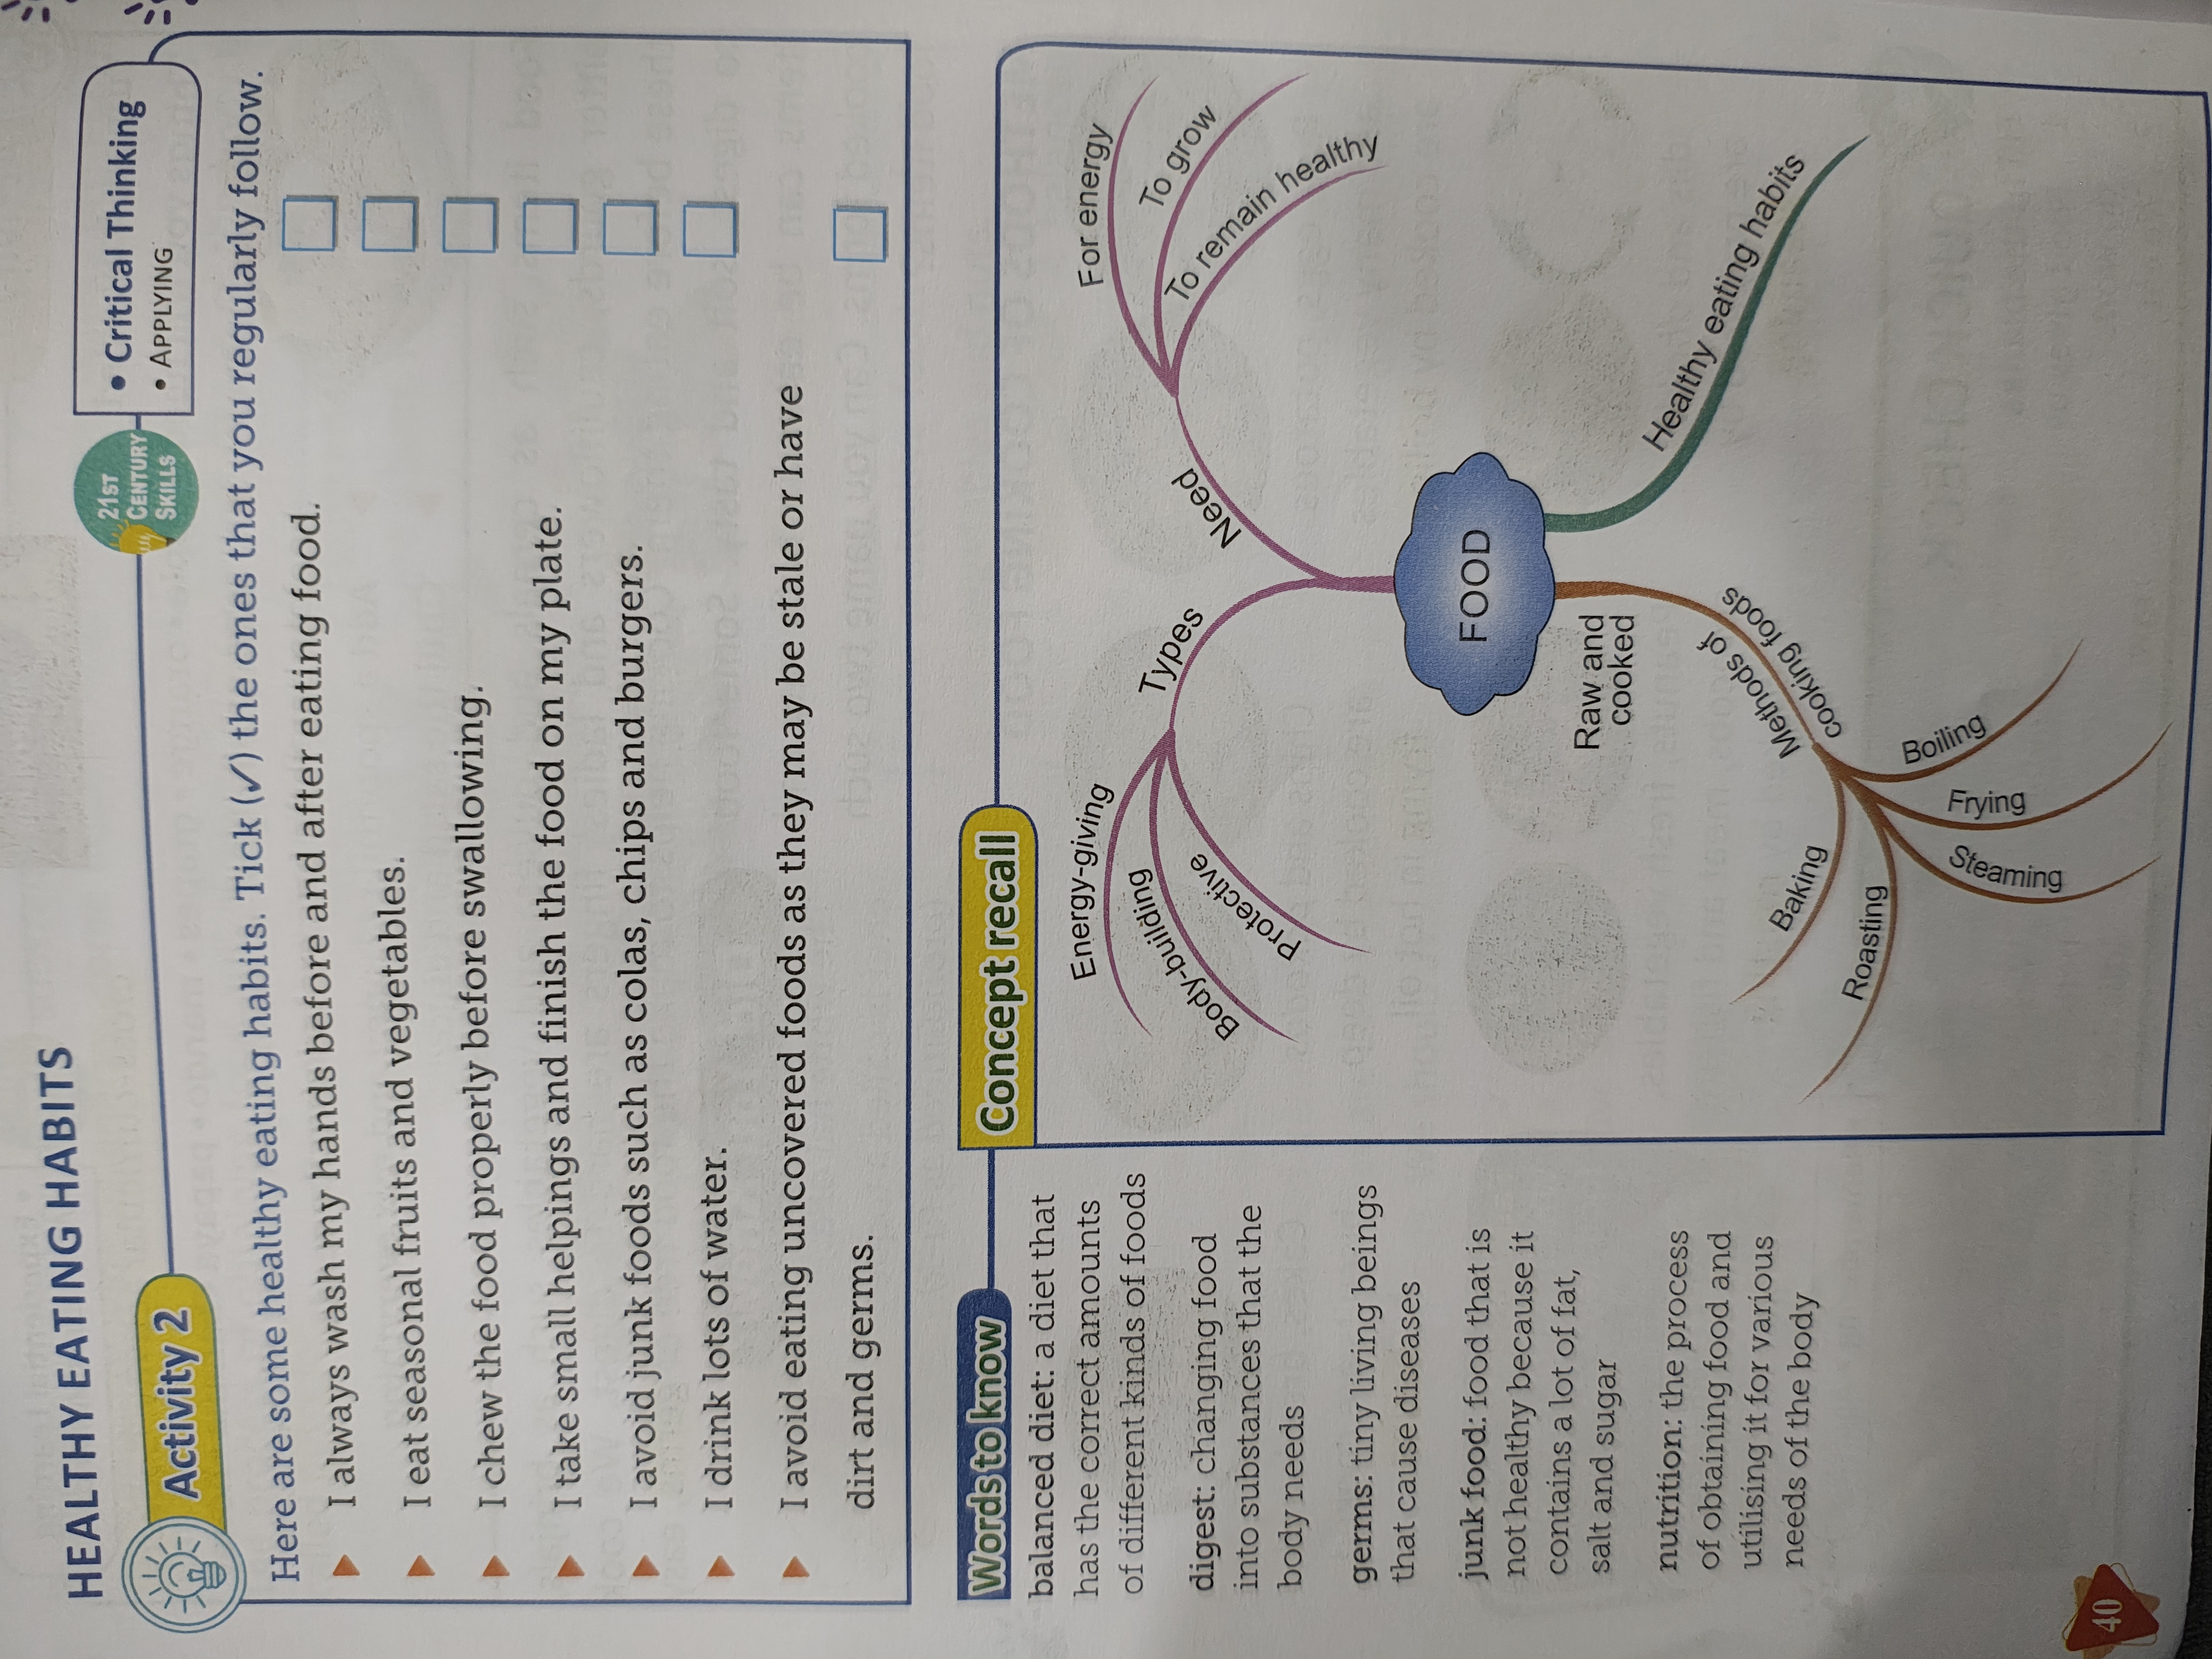 HEALTHY EATING HABITS
Activity 2
21ST
CENTURY
SKILLS
• Critical Thinking
• APPLYING
Here are some healthy eating habits. Tick (✓) the ones that you regularly follow.
I always wash my hands before and after eating food.
I eat seasonal fruits and vegetables.
I chew the food properly before swallowing.
I take small helpings and finish the food on my plate.
I avoid junk foods such as colas, chips and burgers.
I drink lots of water.
I avoid eating uncovered foods as they may be stale or have
dirt and germs.
Words to know
balanced diet: a diet that
has the correct amounts
of different kinds of foods
digest: changing food
into substances that the
body needs
germs: tiny living beings
that cause diseases
junk food: food that is
not healthy because it
contains a lot of fat,
salt and sugar
nutrition: the process
of obtaining food and
utilising it for various
needs of the body
Concept recall
Energy-giving
Body-building
Protective
Types
Need
For energy
To grow
To remain healthy
FOOD
Raw and
cooked
Methods of
cooking foods
Healthy eating habits
Baking
Roasting
Steaming
Frying
Boiling
40